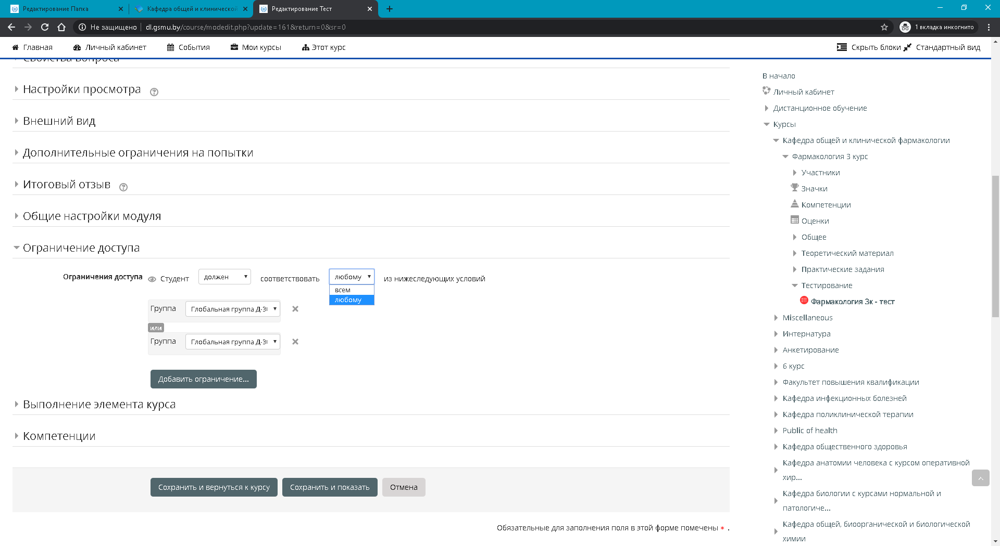 Редактирование Папка
Кафедра общей и клинической
Редактирование Тест
Не защищено
dl.gsmu.by/course/modedit.php?update=161&return=0&sr=0
1 вкладка инкогнито
Главная
Личный кабинет
События
Мои курсы
Этот курс
Скрыть блоки
Стандартный вид
Свойства вопроса
Настройки просмотра
Внешний вид
Дополнительные ограничения на попытки
Итоговый отзыв
Общие настройки модуля
Ограничение доступа
Ограничения доступа Студент должен соответствовать любому из нижеследующих условий
всем
любому
Группа Глобальная группа Д-3
или
Группа Глобальная группа Д-3
Добавить ограничение...
Выполнение элемента курса
Компетенции
Сохранить и вернуться к курсу
Сохранить и показать
Отмена
Обязательные для заполнения поля в этой форме помечены * .
В начало
Личный кабинет
Дистанционное обучение
Курсы
Кафедра общей и клинической фармакологии
Фармакология 3 курс
Участники
Значки
Компетенции
Оценки
Общее
Теоретический материал
Практические задания
Тестирование
Фармакология 3к - тест
Miscellaneous
Интернатура
Анкетирование
6 курс
Факультет повышения квалификации
Кафедра инфекционных болезней
Кафедра поликлинической терапии
Public of health
Кафедра общественного здоровья
Кафедра анатомии человека с курсом оперативной
хир...
Кафедра биологии с курсами нормальной и
патологиче...
Кафедра общей, биоорганической и биологической
химии